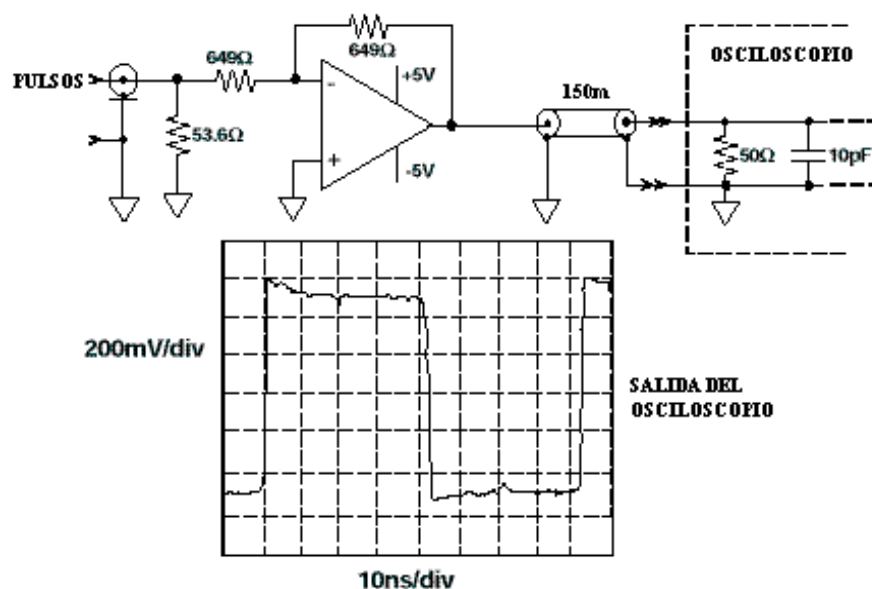 OSCILOSCOPIO
PULSOS
649Ω
649Ω
+5V
-
+
-5V
53.6Ω
150m
50Ω
10pF
200mV/div
SALIDA DEL
OSCILOSCOPIO
10ns/div